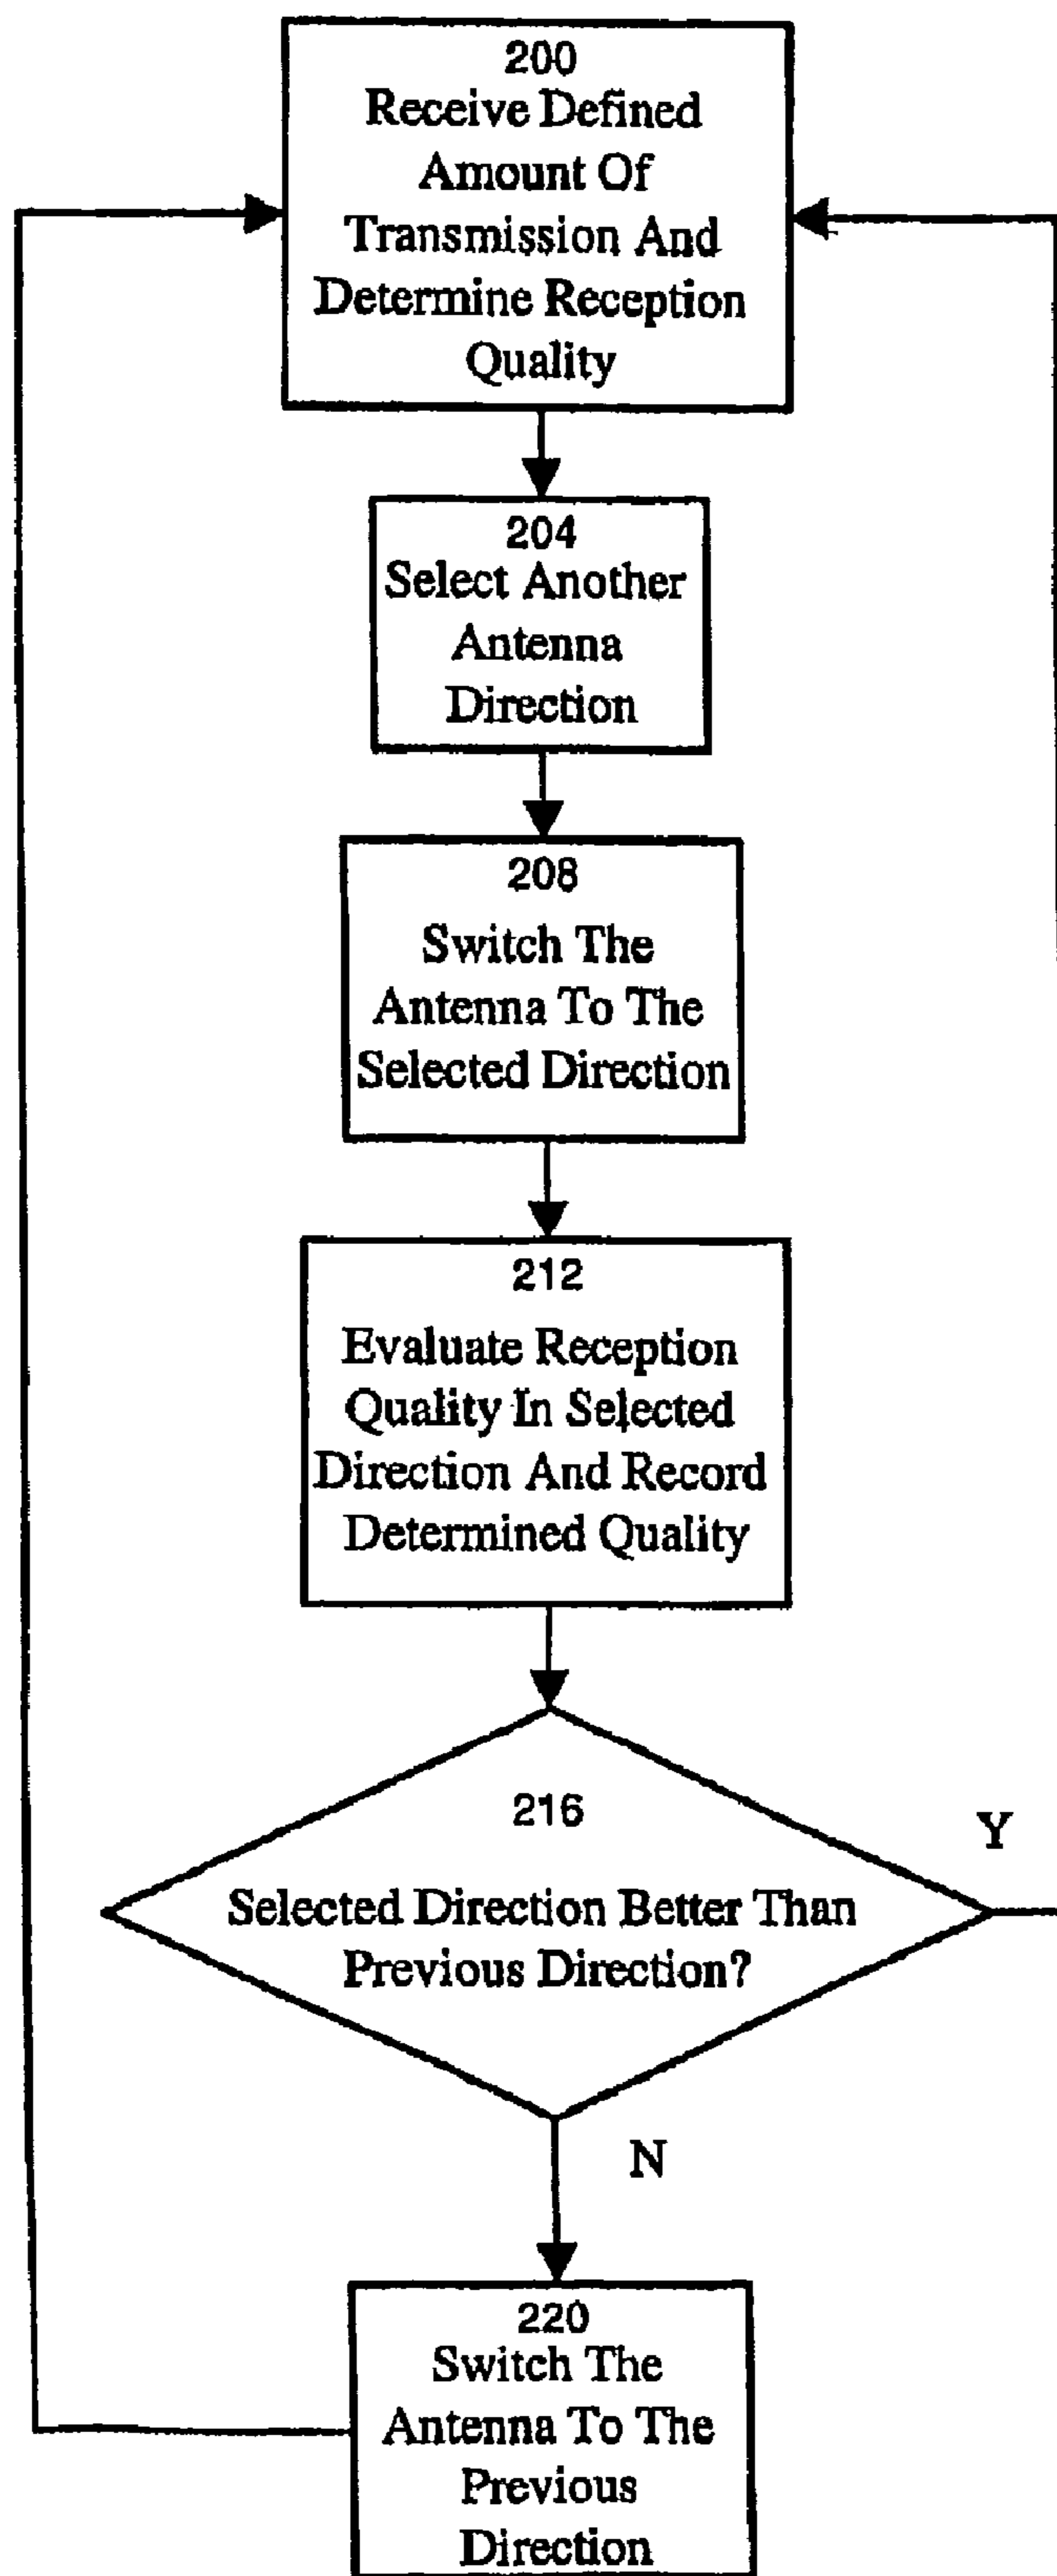 200
Receive Defined
Amount Of
Transmission And
Determine Reception
Quality
204
Select Another
Antenna
Direction
208
Switch The
Antenna To The
Selected Direction
212
Evaluate Reception
Quality In Selected
Direction And Record
Determined Quality
216
Y
Selected Direction Better Than
Previous Direction?
N
220
Switch The
Antenna To The
Previous
Direction